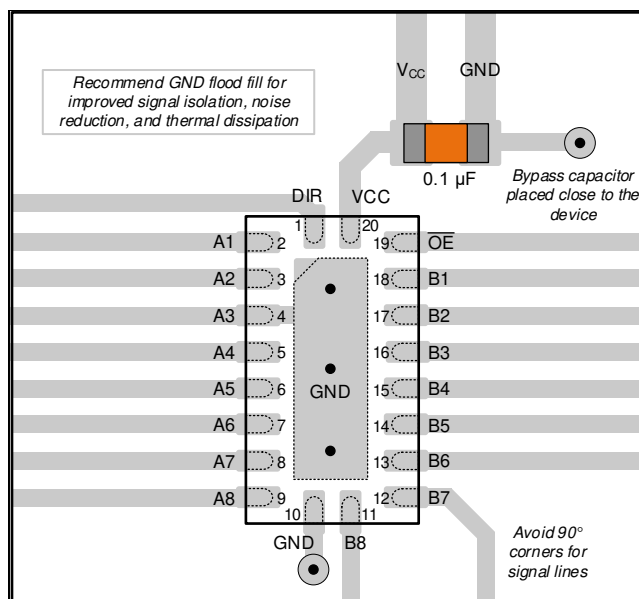 Recommend GND flood fill for
improved signal isolation, noise
reduction, and thermal dissipation
V_CC GND
0.1 µF
Bypass capacitor
placed close to the
device
DIR VCC
1 20
A1 2 19 O̅E̅
A2 3 18 B1
A3 4 17 B2
A4 5 16 B3
A5 6 GND 15 B4
A6 7 14 B5
A7 8 13 B6
A8 9 12 B7
10 11
GND B8
Avoid 90°
corners for
signal lines